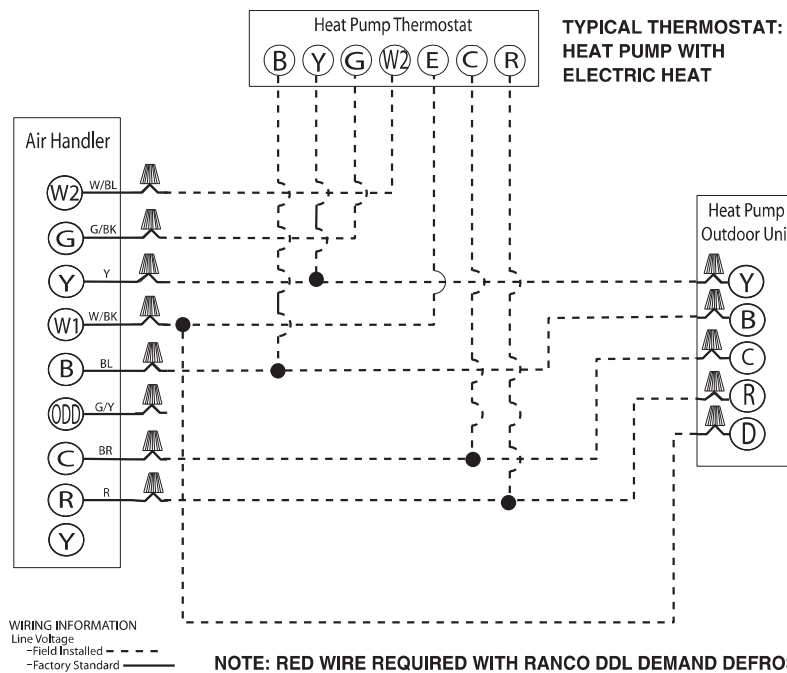 Heat Pump Thermostat
B Y G W2 E C R
TYPICAL THERMOSTAT:
HEAT PUMP WITH
ELECTRIC HEAT
Air Handler
W2 W/BL
G G/BK
Y Y
W1 W/BK
B BL
ODD G/Y
C BR
R R
Y
Heat Pump
Outdoor Uni
Y
B
C
R
D
WIRING INFORMATION
Line Voltage
-Field Installed
-Factory Standard
NOTE: RED WIRE REQUIRED WITH RANCO DDL DEMAND DEFROS